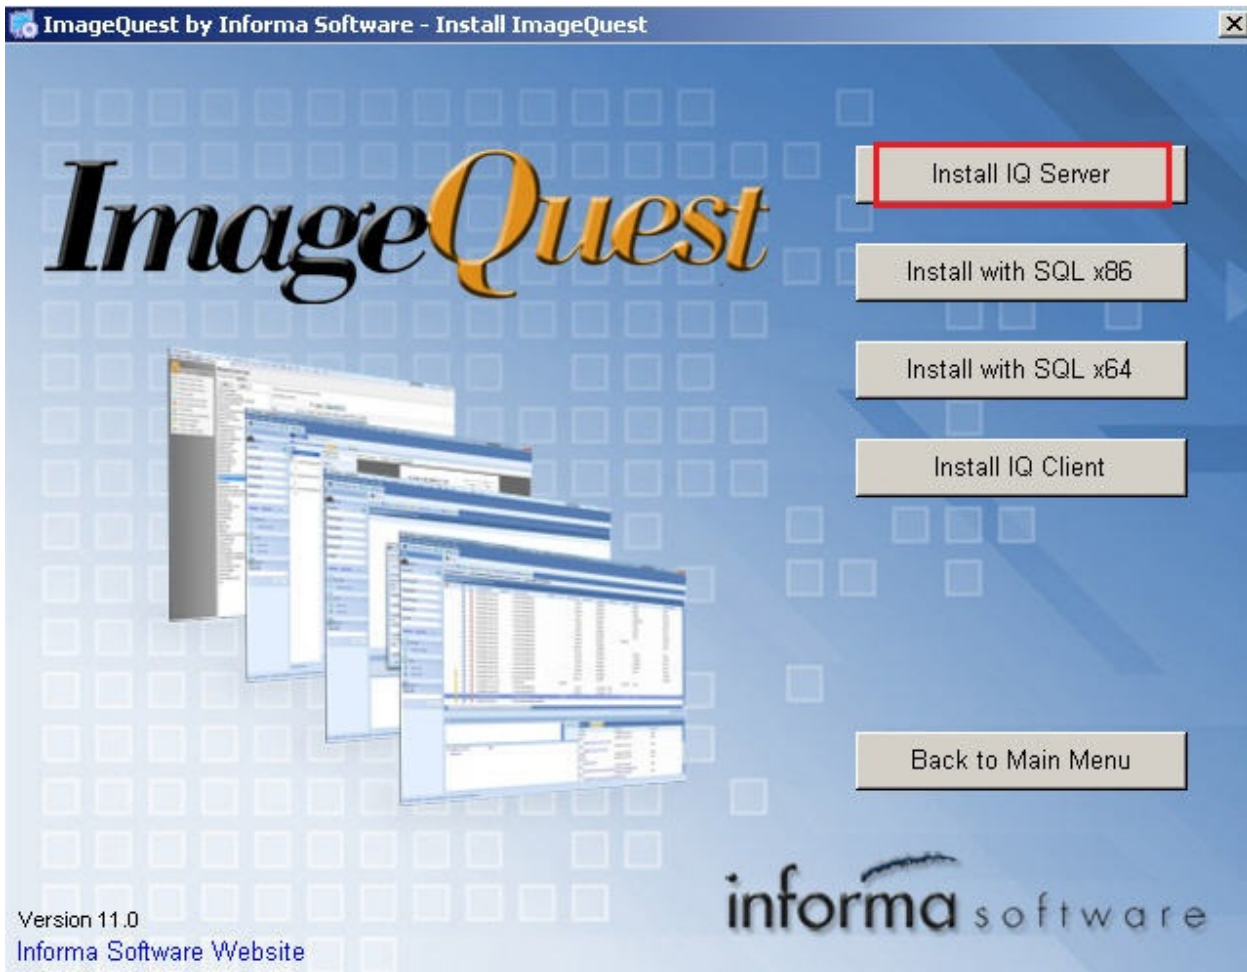 ImageQuest by Informa Software - Install ImageQuest
ImageQuest
Install IQ Server
Install with SQL x86
Install with SQL x64
Install IQ Client
Back to Main Menu
informa software
Version 11.0
Informa Software Website